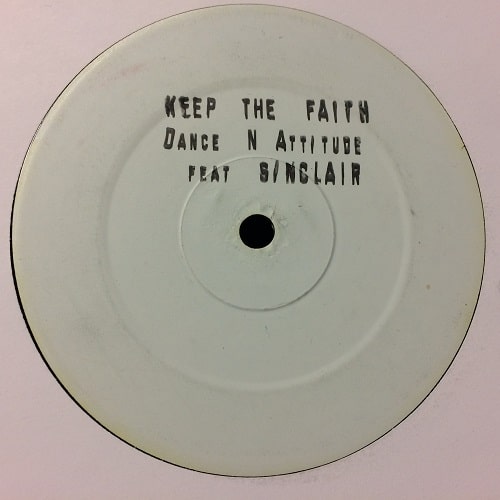 KEEP THE FAITH
DANCE N ATTITUDE
FEAT SINCLAIR